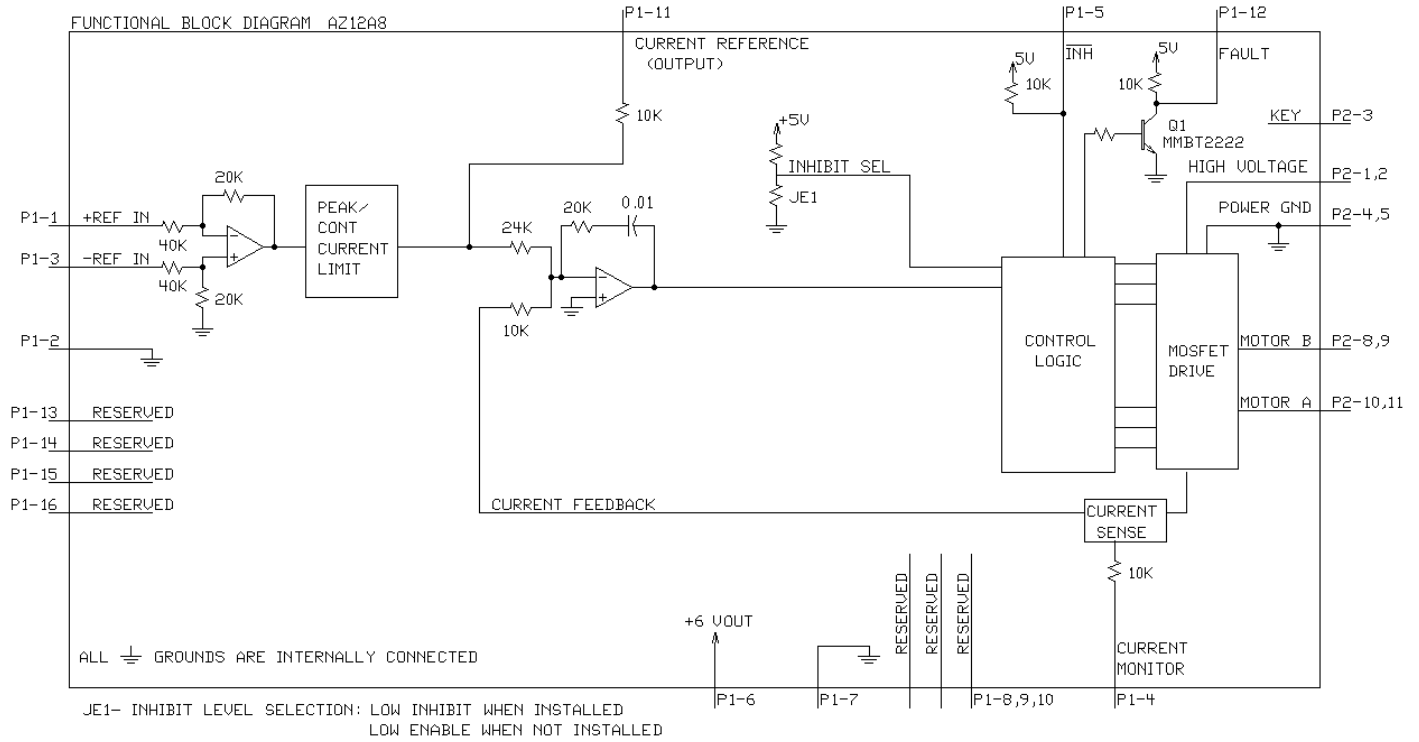 FUNCTIONAL BLOCK DIAGRAM AZ12A8
P1-11
P1-5
P1-12
CURRENT REFERENCE
(OUTPUT)
INH
5V
FAULT
5V
10K
10K
10K
KEY
P2-3
+5V
Q1
MMBT2222
INHIBIT SEL
HIGH VOLTAGE
P2-1,2
20K
JE1
P1-1
+REF IN
40K
PEAK/
CONT
CURRENT
LIMIT
20K
0.01
24K
POWER GND
P2-4,5
P1-3
-REF IN
40K
20K
10K
P1-2
CONTROL
LOGIC
MOSFET
DRIVE
MOTOR B
P2-8,9
MOTOR A
P2-10,11
P1-13
RESERVED
P1-14
RESERVED
P1-15
RESERVED
P1-16
RESERVED
CURRENT FEEDBACK
CURRENT
SENSE
10K
RESERVED
RESERVED
RESERVED
+6 VOUT
ALL GROUNDS ARE INTERNALLY CONNECTED
CURRENT
MONITOR
P1-6
P1-7
P1-8,9,10
P1-4
JE1- INHIBIT LEVEL SELECTION: LOW INHIBIT WHEN INSTALLED
LOW ENABLE WHEN NOT INSTALLED